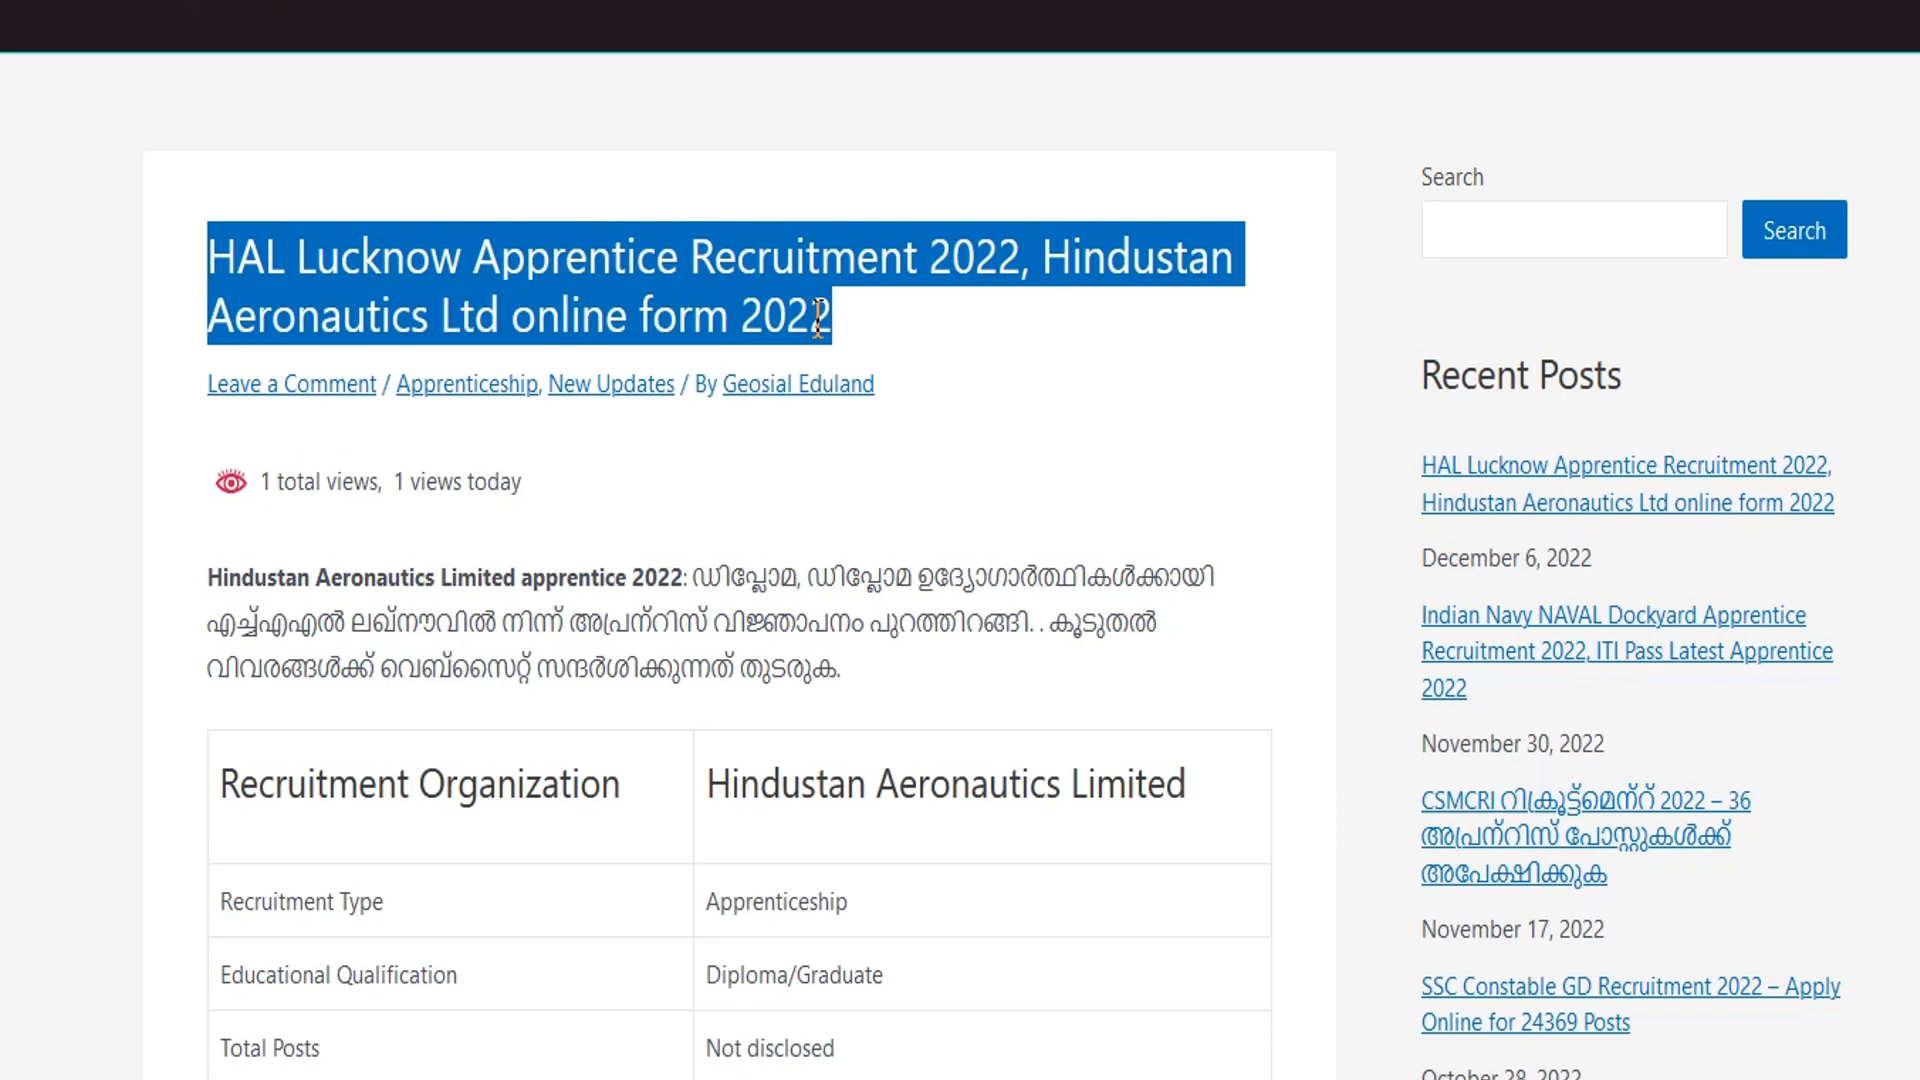 HAL Lucknow Apprentice Recruitment 2022, Hindustan
Aeronautics Ltd online form 2022
Leave a Comment / Apprenticeship, New Updates / By Geosial Eduland
1 total views, 1 views today
Hindustan Aeronautics Limited apprentice 2022: ഡിപ്ലോമ, ഡിപ്ലോമ ഉദ്യോഗാർത്ഥികൾക്കായി
എച്ച്എഎൽ ലഖ്‌നൗവിൽ നിന്ന് അപ്രന്റിസ് വിജ്ഞാപനം പുറത്തിറങ്ങി. . കൂടുതൽ
വിവരങ്ങൾക്ക് വെബ്‌സൈറ്റ് സന്ദർശിക്കുന്നത് തുടരുക.
Recruitment Organization
Hindustan Aeronautics Limited
Recruitment Type
Apprenticeship
Educational Qualification
Diploma/Graduate
Total Posts
Not disclosed
Search
Search
Recent Posts
HAL Lucknow Apprentice Recruitment 2022,
Hindustan Aeronautics Ltd online form 2022
December 6, 2022
Indian Navy NAVAL Dockyard Apprentice
Recruitment 2022, ITI Pass Latest Apprentice
2022
November 30, 2022
CSMCRI റിക്രൂട്ട്മെന്റ് 2022 – 36
അപ്രന്റിസ് പോസ്റ്റുകൾക്ക്
അപേക്ഷിക്കുക
November 17, 2022
SSC Constable GD Recruitment 2022 – Apply
Online for 24369 Posts
October 28, 2022